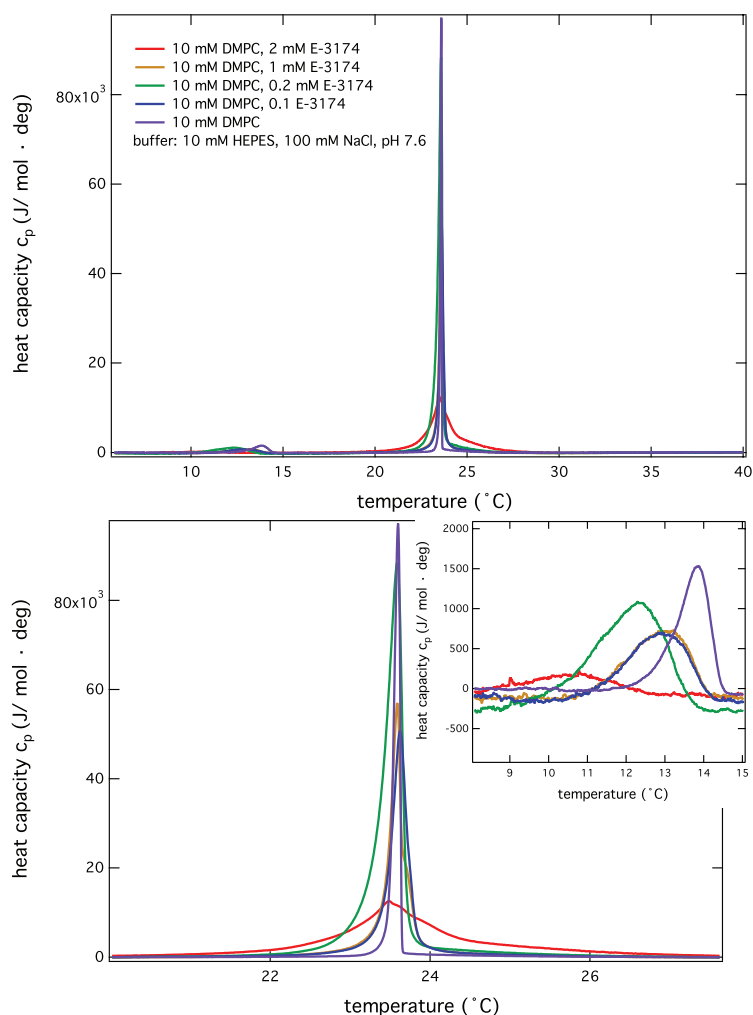 10 mM DMPC, 2 mM E-3174
10 mM DMPC, 1 mM E-3174
10 mM DMPC, 0.2 mM E-3174
10 mM DMPC, 0.1 E-3174
10 mM DMPC
buffer: 10 mM HEPES, 100 mM NaCl, pH 7.6
heat capacity cp (J/ mol · deg)
80x10³
60
40
20
0
10 15 20 25 30 35 40
temperature (˚C)
heat capacity cp (J/ mol · deg)
80x10³
60
40
20
0
22 24 26
temperature (˚C)
heat capacity cp (J/ mol · deg)
2000
1500
1000
500
0
-500
9 10 11 12 13 14 15
temperature (˚C)